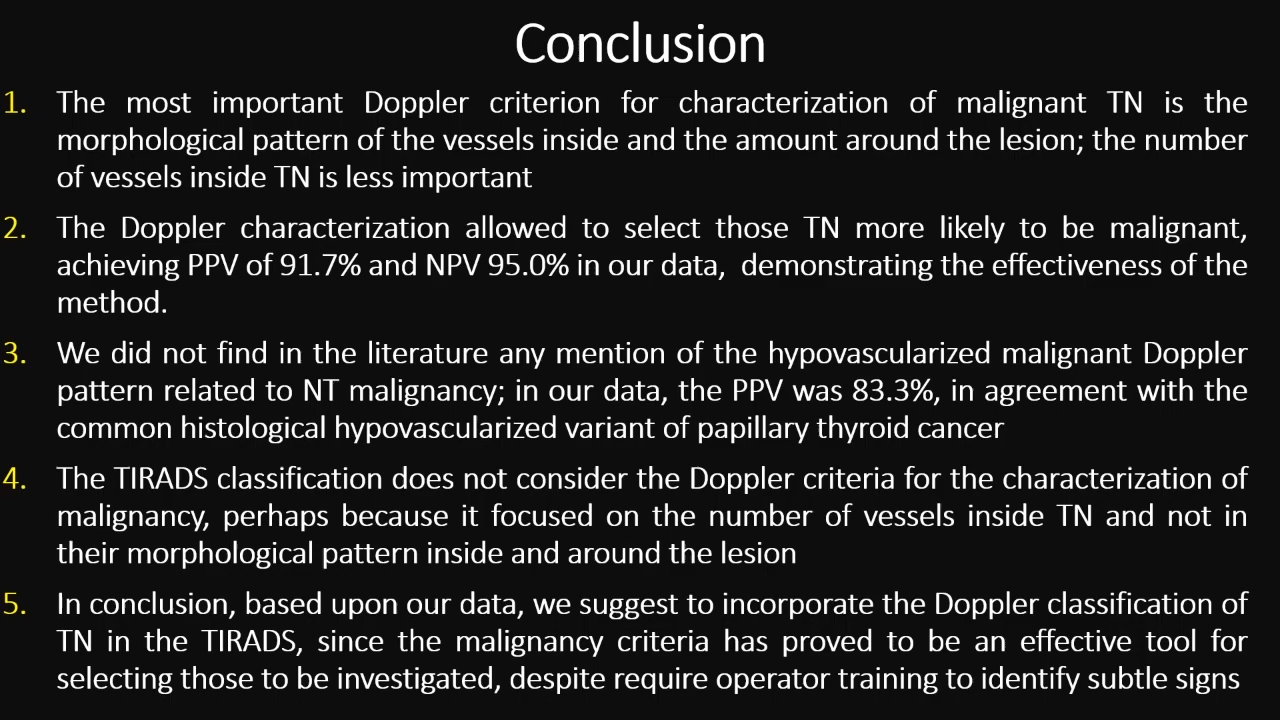 Conclusion
1. The most important Doppler criterion for characterization of malignant TN is the
morphological pattern of the vessels inside and the amount around the lesion; the number
of vessels inside TN is less important
2. The Doppler characterization allowed to select those TN more likely to be malignant,
achieving PPV of 91.7% and NPV 95.0% in our data, demonstrating the effectiveness of the
method.
3. We did not find in the literature any mention of the hypovascularized malignant Doppler
pattern related to NT malignancy; in our data, the PPV was 83.3%, in agreement with the
common histological hypovascularized variant of papillary thyroid cancer
4. The TIRADS classification does not consider the Doppler criteria for the characterization of
malignancy, perhaps because it focused on the number of vessels inside TN and not in
their morphological pattern inside and around the lesion
5. In conclusion, based upon our data, we suggest to incorporate the Doppler classification of
TN in the TIRADS, since the malignancy criteria has proved to be an effective tool for
selecting those to be investigated, despite require operator training to identify subtle signs